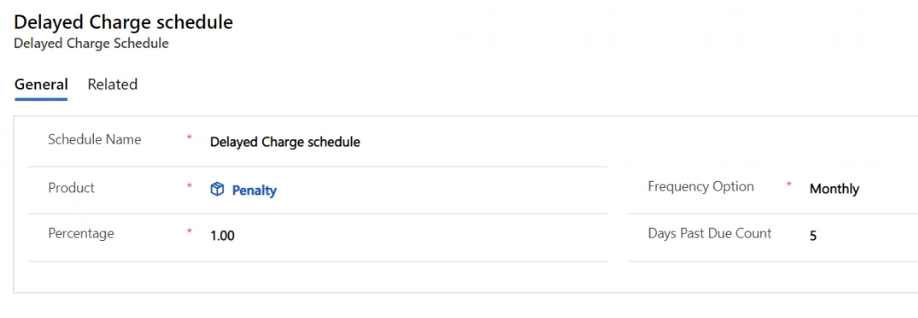 Delayed Charge schedule
Delayed Charge Schedule
General Related
Schedule Name * Delayed Charge schedule
Product * Penalty Frequency Option * Monthly
Percentage * 1.00 Days Past Due Count 5